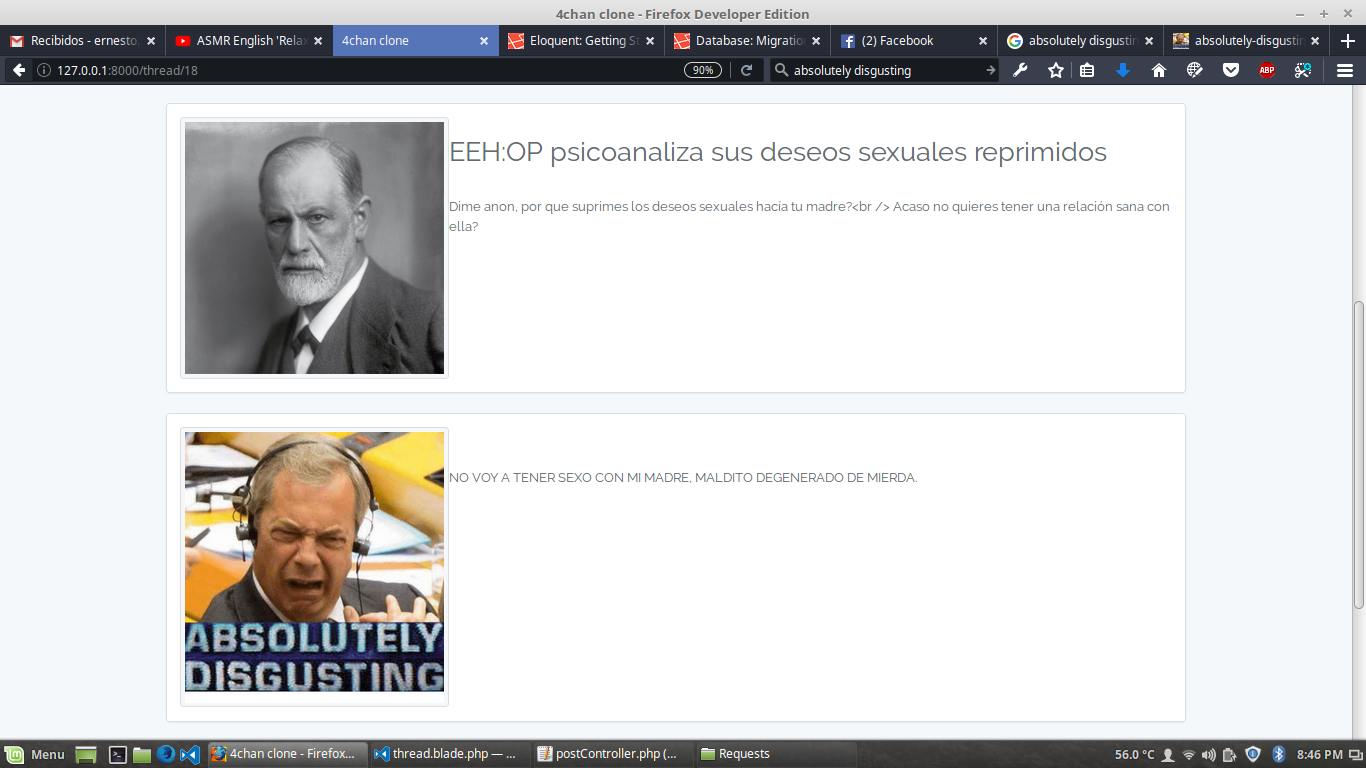 4chan clone - Firefox Developer Edition
Recibidos - ernesto.
ASMR English 'Rela
4chan clone
Eloquent: Getting S
Database: Migratio
(2) Facebook
absolutely disgustin
absolutely-disgustin
127.0.0.1:8000/thread/18
90%
absolutely disgusting
ABP
EEH:OP psicoanaliza sus deseos sexuales reprimidos
Dime anon, por que suprimes los deseos sexuales hacia tu madre?<br /> Acaso no quieres tener una relación sana con
ella?
NO VOY A TENER SEXO CON MI MADRE, MALDITO DEGENERADO DE MIERDA.
ABSOLUTELY
DISGUSTING
Menu
4chan clone - Firefox...
thread.blade.php — ...
postController.php (...
Requests
56.0 °C
8:46 PM